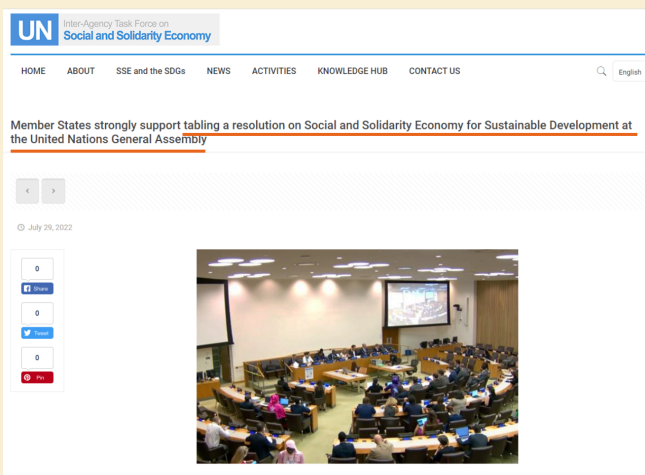 UN
Inter-Agency Task Force on
Social and Solidarity Economy
HOME ABOUT SSE and the SDGs NEWS ACTIVITIES KNOWLEDGE HUB CONTACT US English
Member States strongly support tabling a resolution on Social and Solidarity Economy for Sustainable Development at
the United Nations General Assembly
July 29, 2022
0
Share
0
Tweet
0
Pin